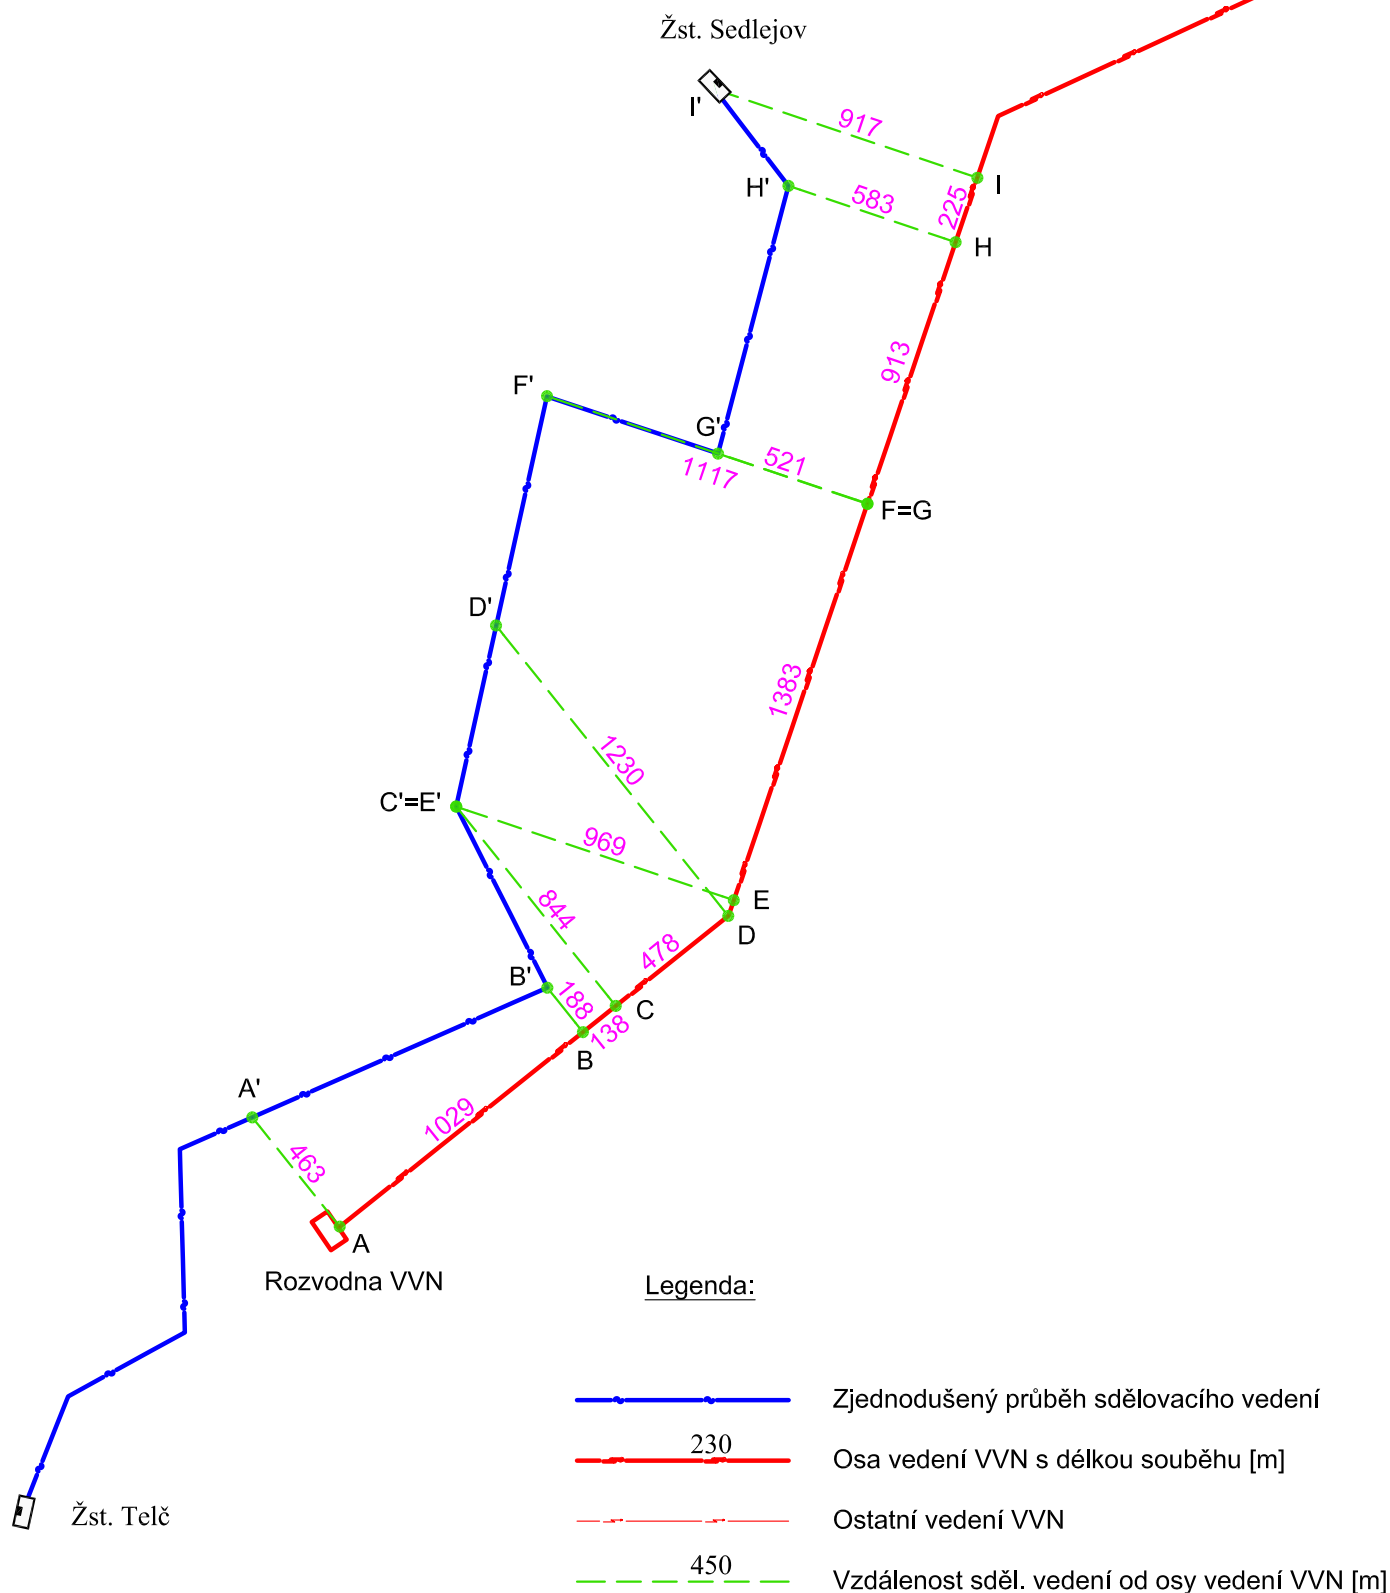 Žst. Sedlejov
I'
917
I
H'
583
225
H
913
F'
G'
1117
521
F=G
D'
1383
1230
C'=E'
969
844
E
D
478
B'
188
C
138
B
A'
1029
463
A
Rozvodna VVN
Legenda:
Zjednodušený průběh sdělovacího vedení
230
Osa vedení VVN s délkou souběhu [m]
Žst. Telč
Ostatní vedení VVN
450
Vzdálenost sděl. vedení od osy vedení VVN [m]